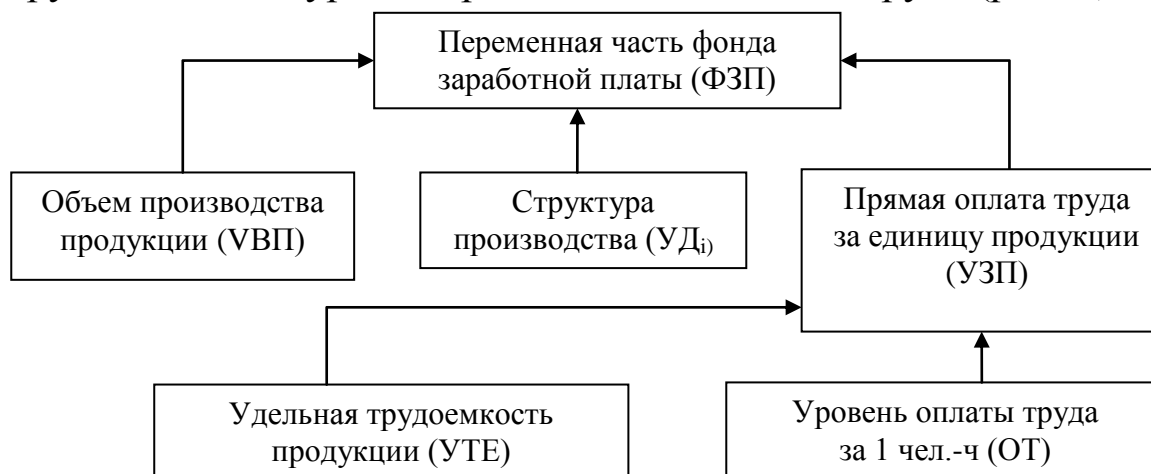 Переменная часть фонда
заработной платы (ФЗП)
Объем производства
продукции (VВП)
Структура
производства (УДi)
Прямая оплата труда
за единицу продукции
(УЗП)
Удельная трудоемкость
продукции (УТЕ)
Уровень оплаты труда
за 1 чел.-ч (ОТ)